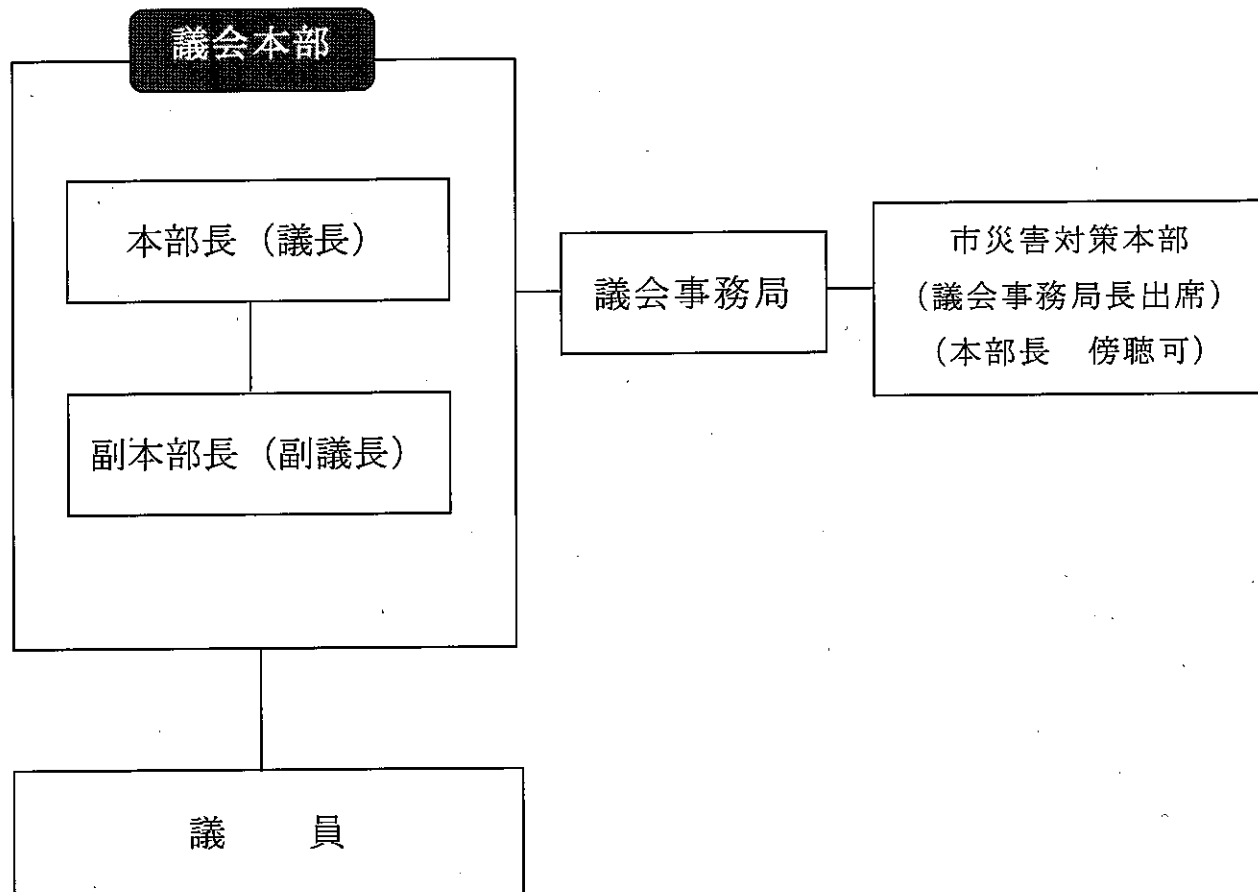 議会本部
本部長（議長）
副本部長（副議長）
議会事務局
市災害対策本部
（議会事務局長出席）
（本部長　傍聴可）
議　　員